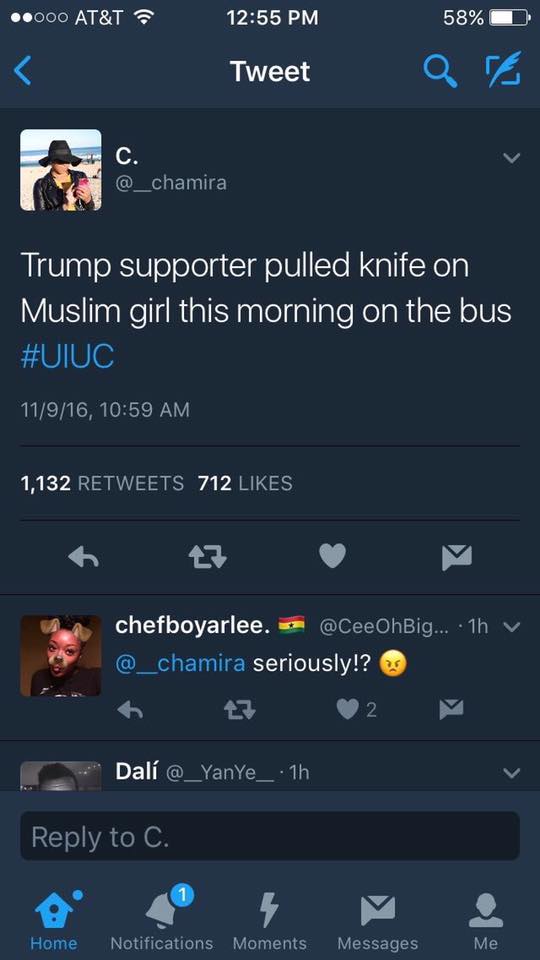 AT&T 12:55 PM 58%
Tweet
C.
@__chamira
Trump supporter pulled knife on
Muslim girl this morning on the bus
#UIUC
11/9/16, 10:59 AM
1,132 RETWEETS 712 LIKES
chefboyarlee. 🇬🇭 @CeeOhBig... · 1h
@__chamira seriously!? 😠
2
Dalí @__YanYe__ · 1h
Reply to C.
1
Home Notifications Moments Messages Me